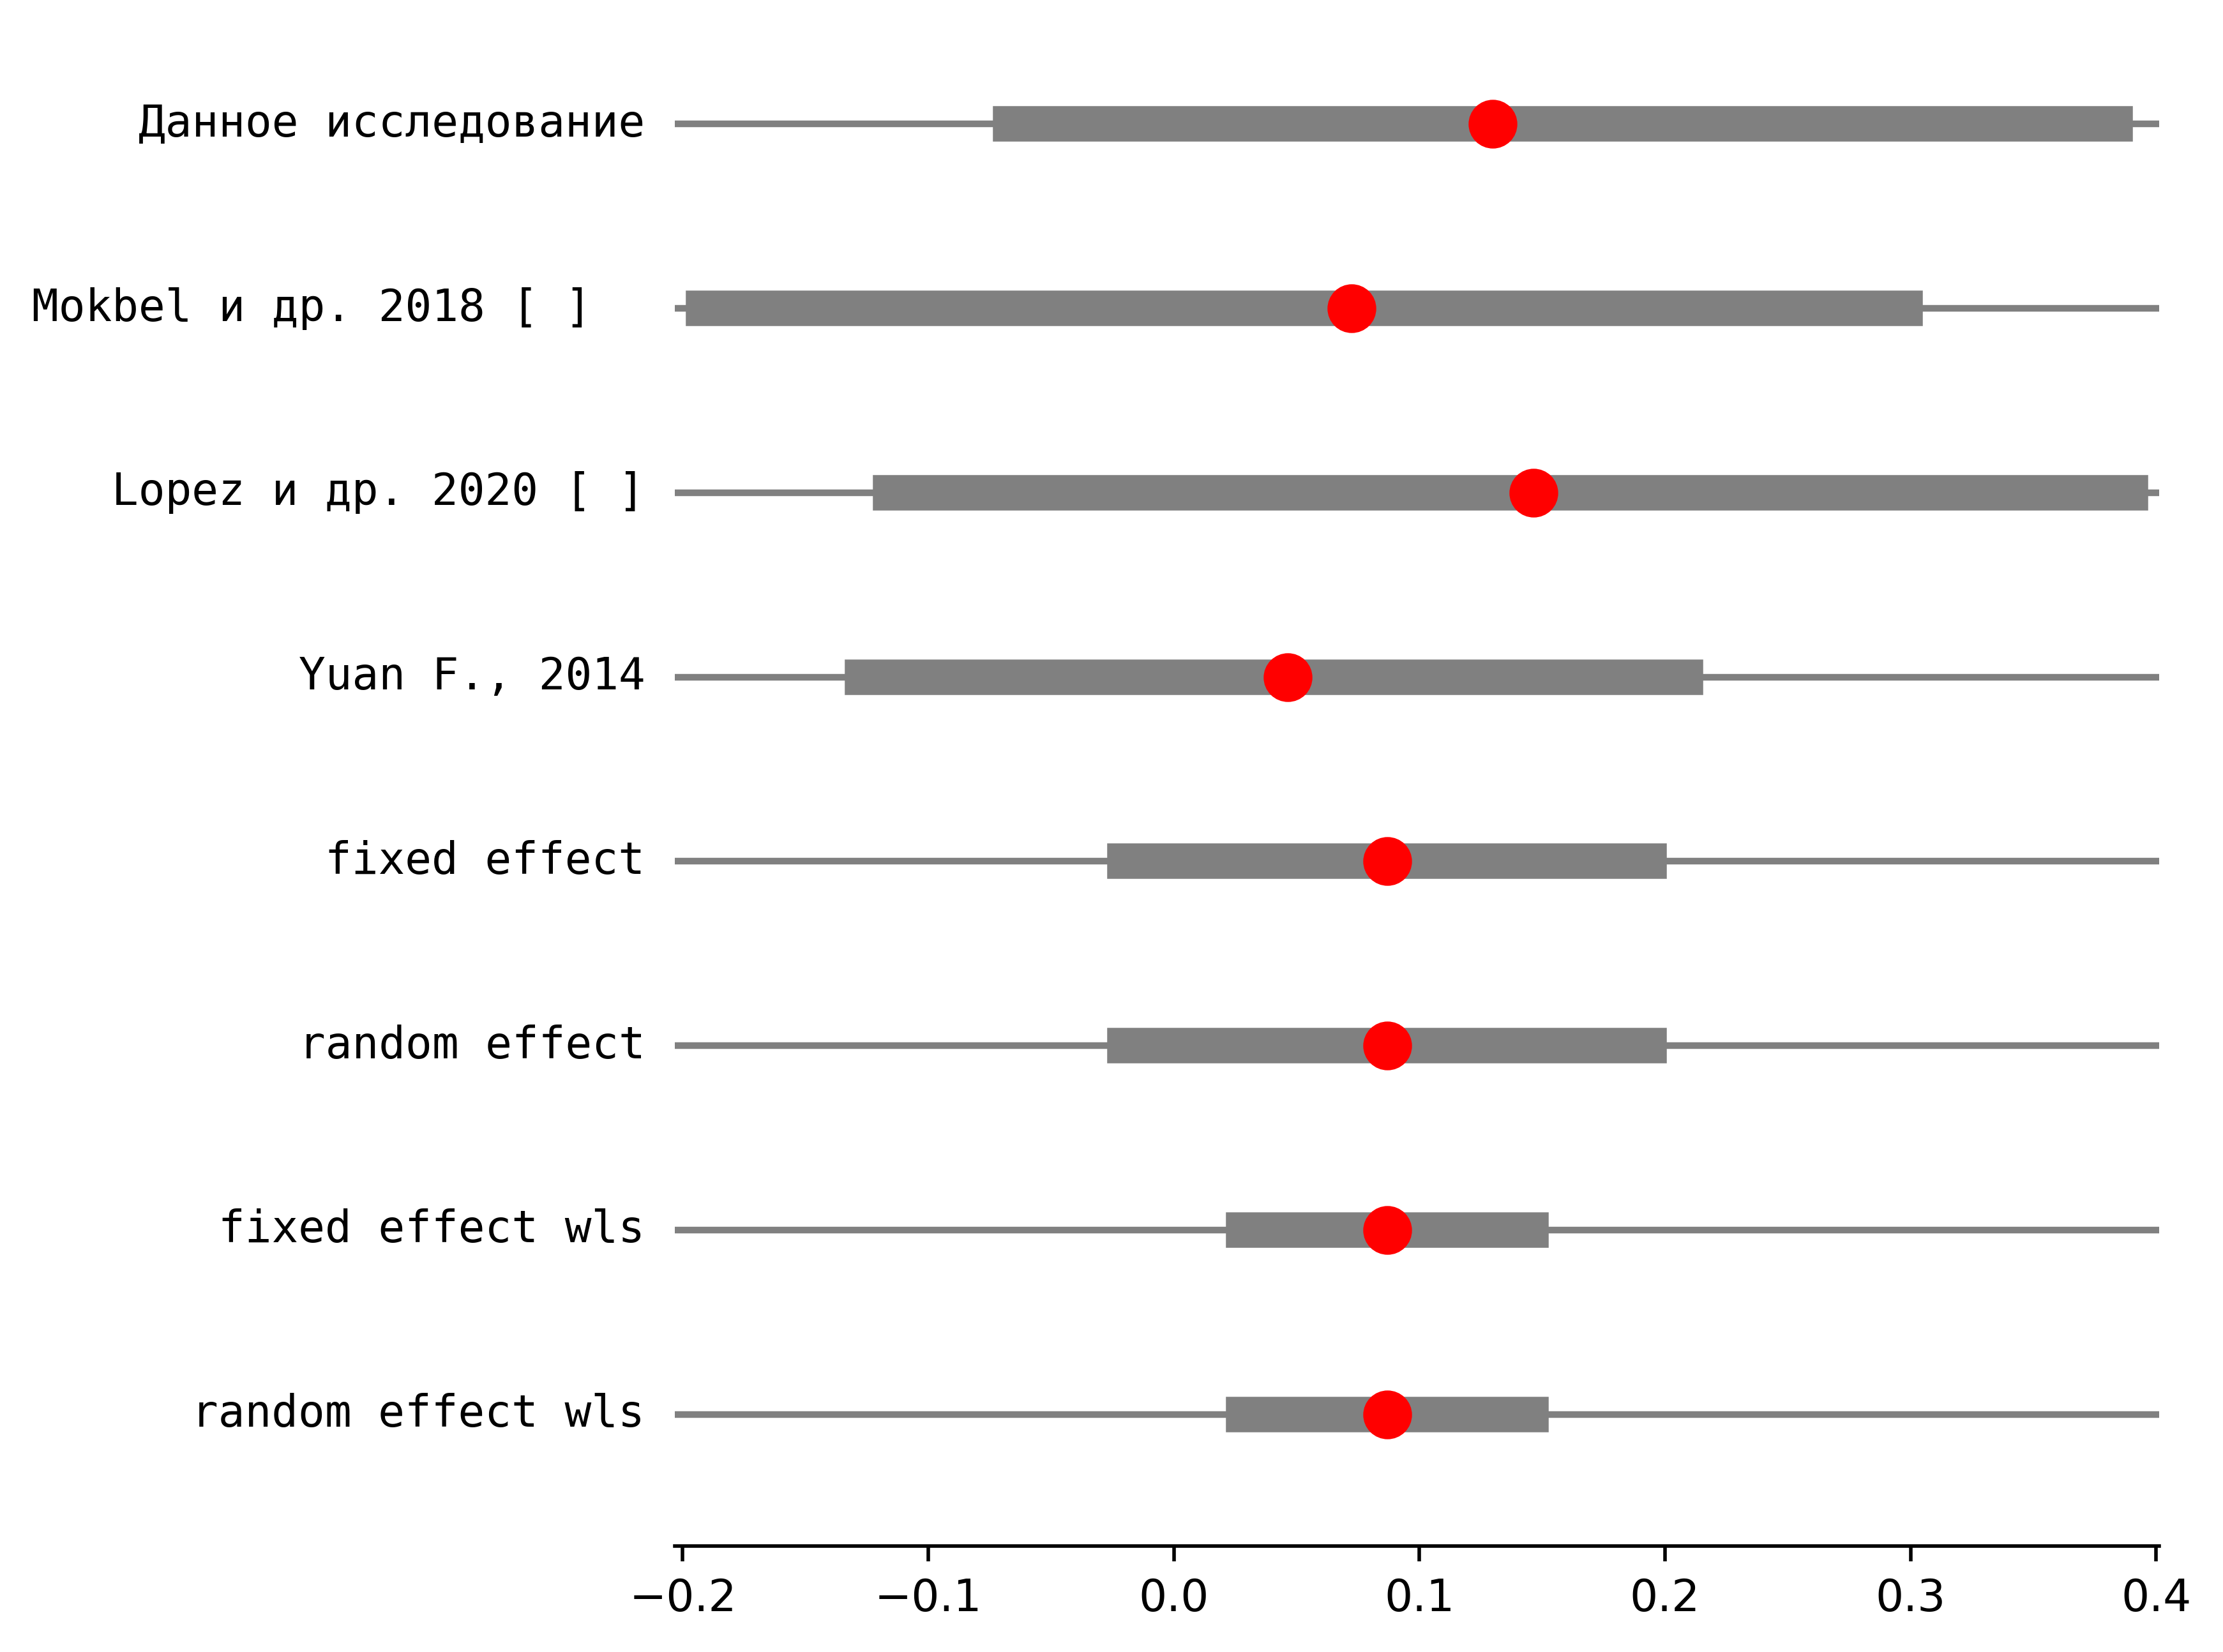 Данное исследование
Mokbel и др. 2018 [ ]
Lopez и др. 2020 [ ]
Yuan F., 2014
fixed effect
random effect
fixed effect wls
random effect wls
−0.2 −0.1 0.0 0.1 0.2 0.3 0.4